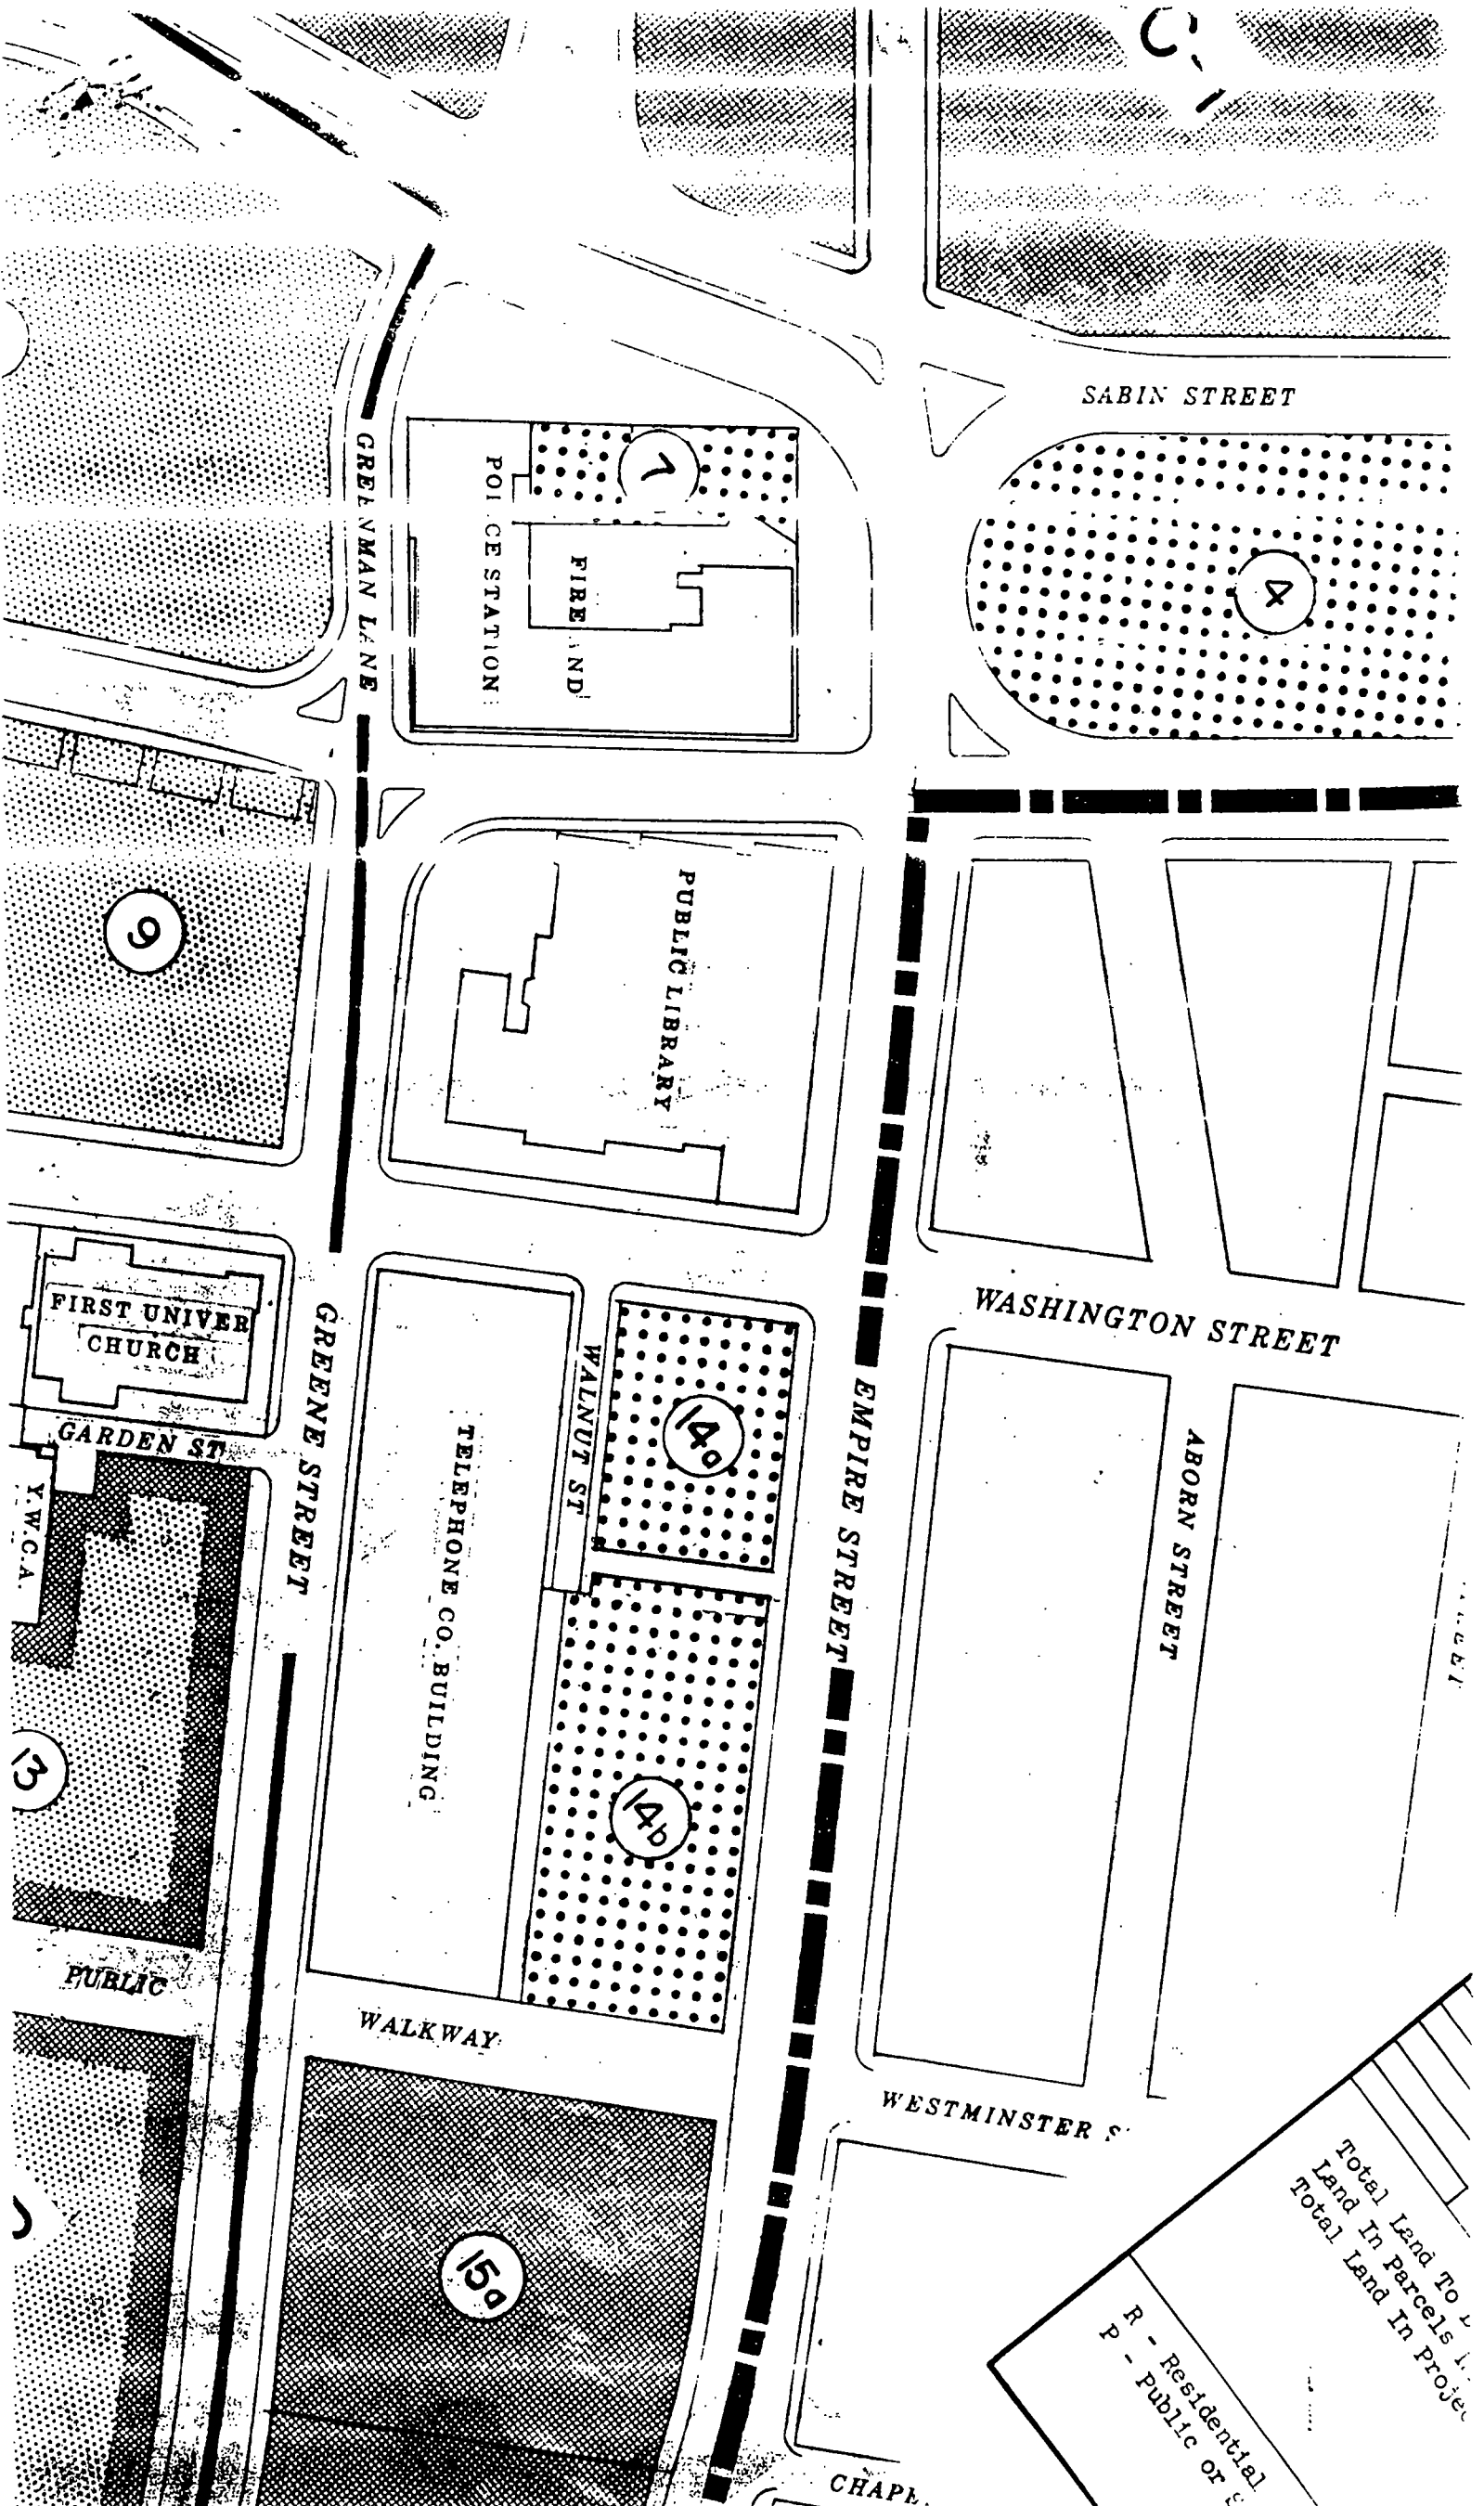 SABIN STREET
7
4
GREENMAN LANE
POLICE STATION
FIRE AND
PUBLIC LIBRARY
9
WASHINGTON STREET
FIRST UNIVER
CHURCH
GARDEN ST
Y.W.C.A.
GREENE STREET
WALNUT ST
14a
EMPIRE STREET
ABORN STREET
TELEPHONE CO. BUILDING
13
14b
PUBLIC
WALKWAY
WESTMINSTER S
15a
Total Land To
Land In Parcels
Total Land In Projec
R - Residential
P - Public or S
CHAPE